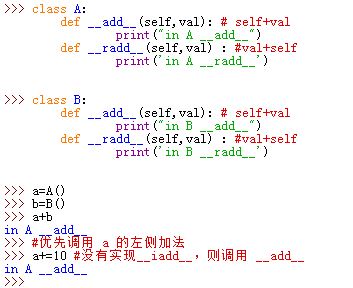 >>> class A:
        def __add__(self,val): # self+val
                print("in A __add__")
        def __radd__(self,val) : #val+self
                print('in A __radd__')
>>> class B:
        def __add__(self,val): # self+val
                print("in B __add__")
        def __radd__(self,val) : #val+self
                print('in B __radd__')
>>> a=A()
>>> b=B()
>>> a+b
in A __add__
>>> #优先调用 a 的左侧加法
>>> a+=10 #没有实现__iadd__，则调用 __add__
in A __add__
>>>